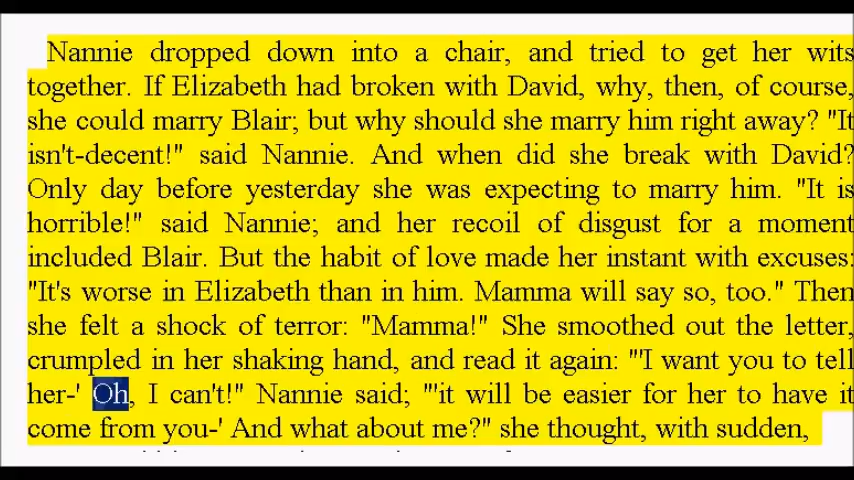 Nannie dropped down into a chair, and tried to get her wits
together. If Elizabeth had broken with David, why, then, of course,
she could marry Blair; but why should she marry him right away? "It
isn't-decent!" said Nannie. And when did she break with David?
Only day before yesterday she was expecting to marry him. "It is
horrible!" said Nannie; and her recoil of disgust for a moment
included Blair. But the habit of love made her instant with excuses:
"It's worse in Elizabeth than in him. Mamma will say so, too." Then
she felt a shock of terror: "Mamma!" She smoothed out the letter,
crumpled in her shaking hand, and read it again: "'I want you to tell
her-' Oh, I can't!" Nannie said; "'it will be easier for her to have it
come from you-' And what about me?" she thought, with sudden,